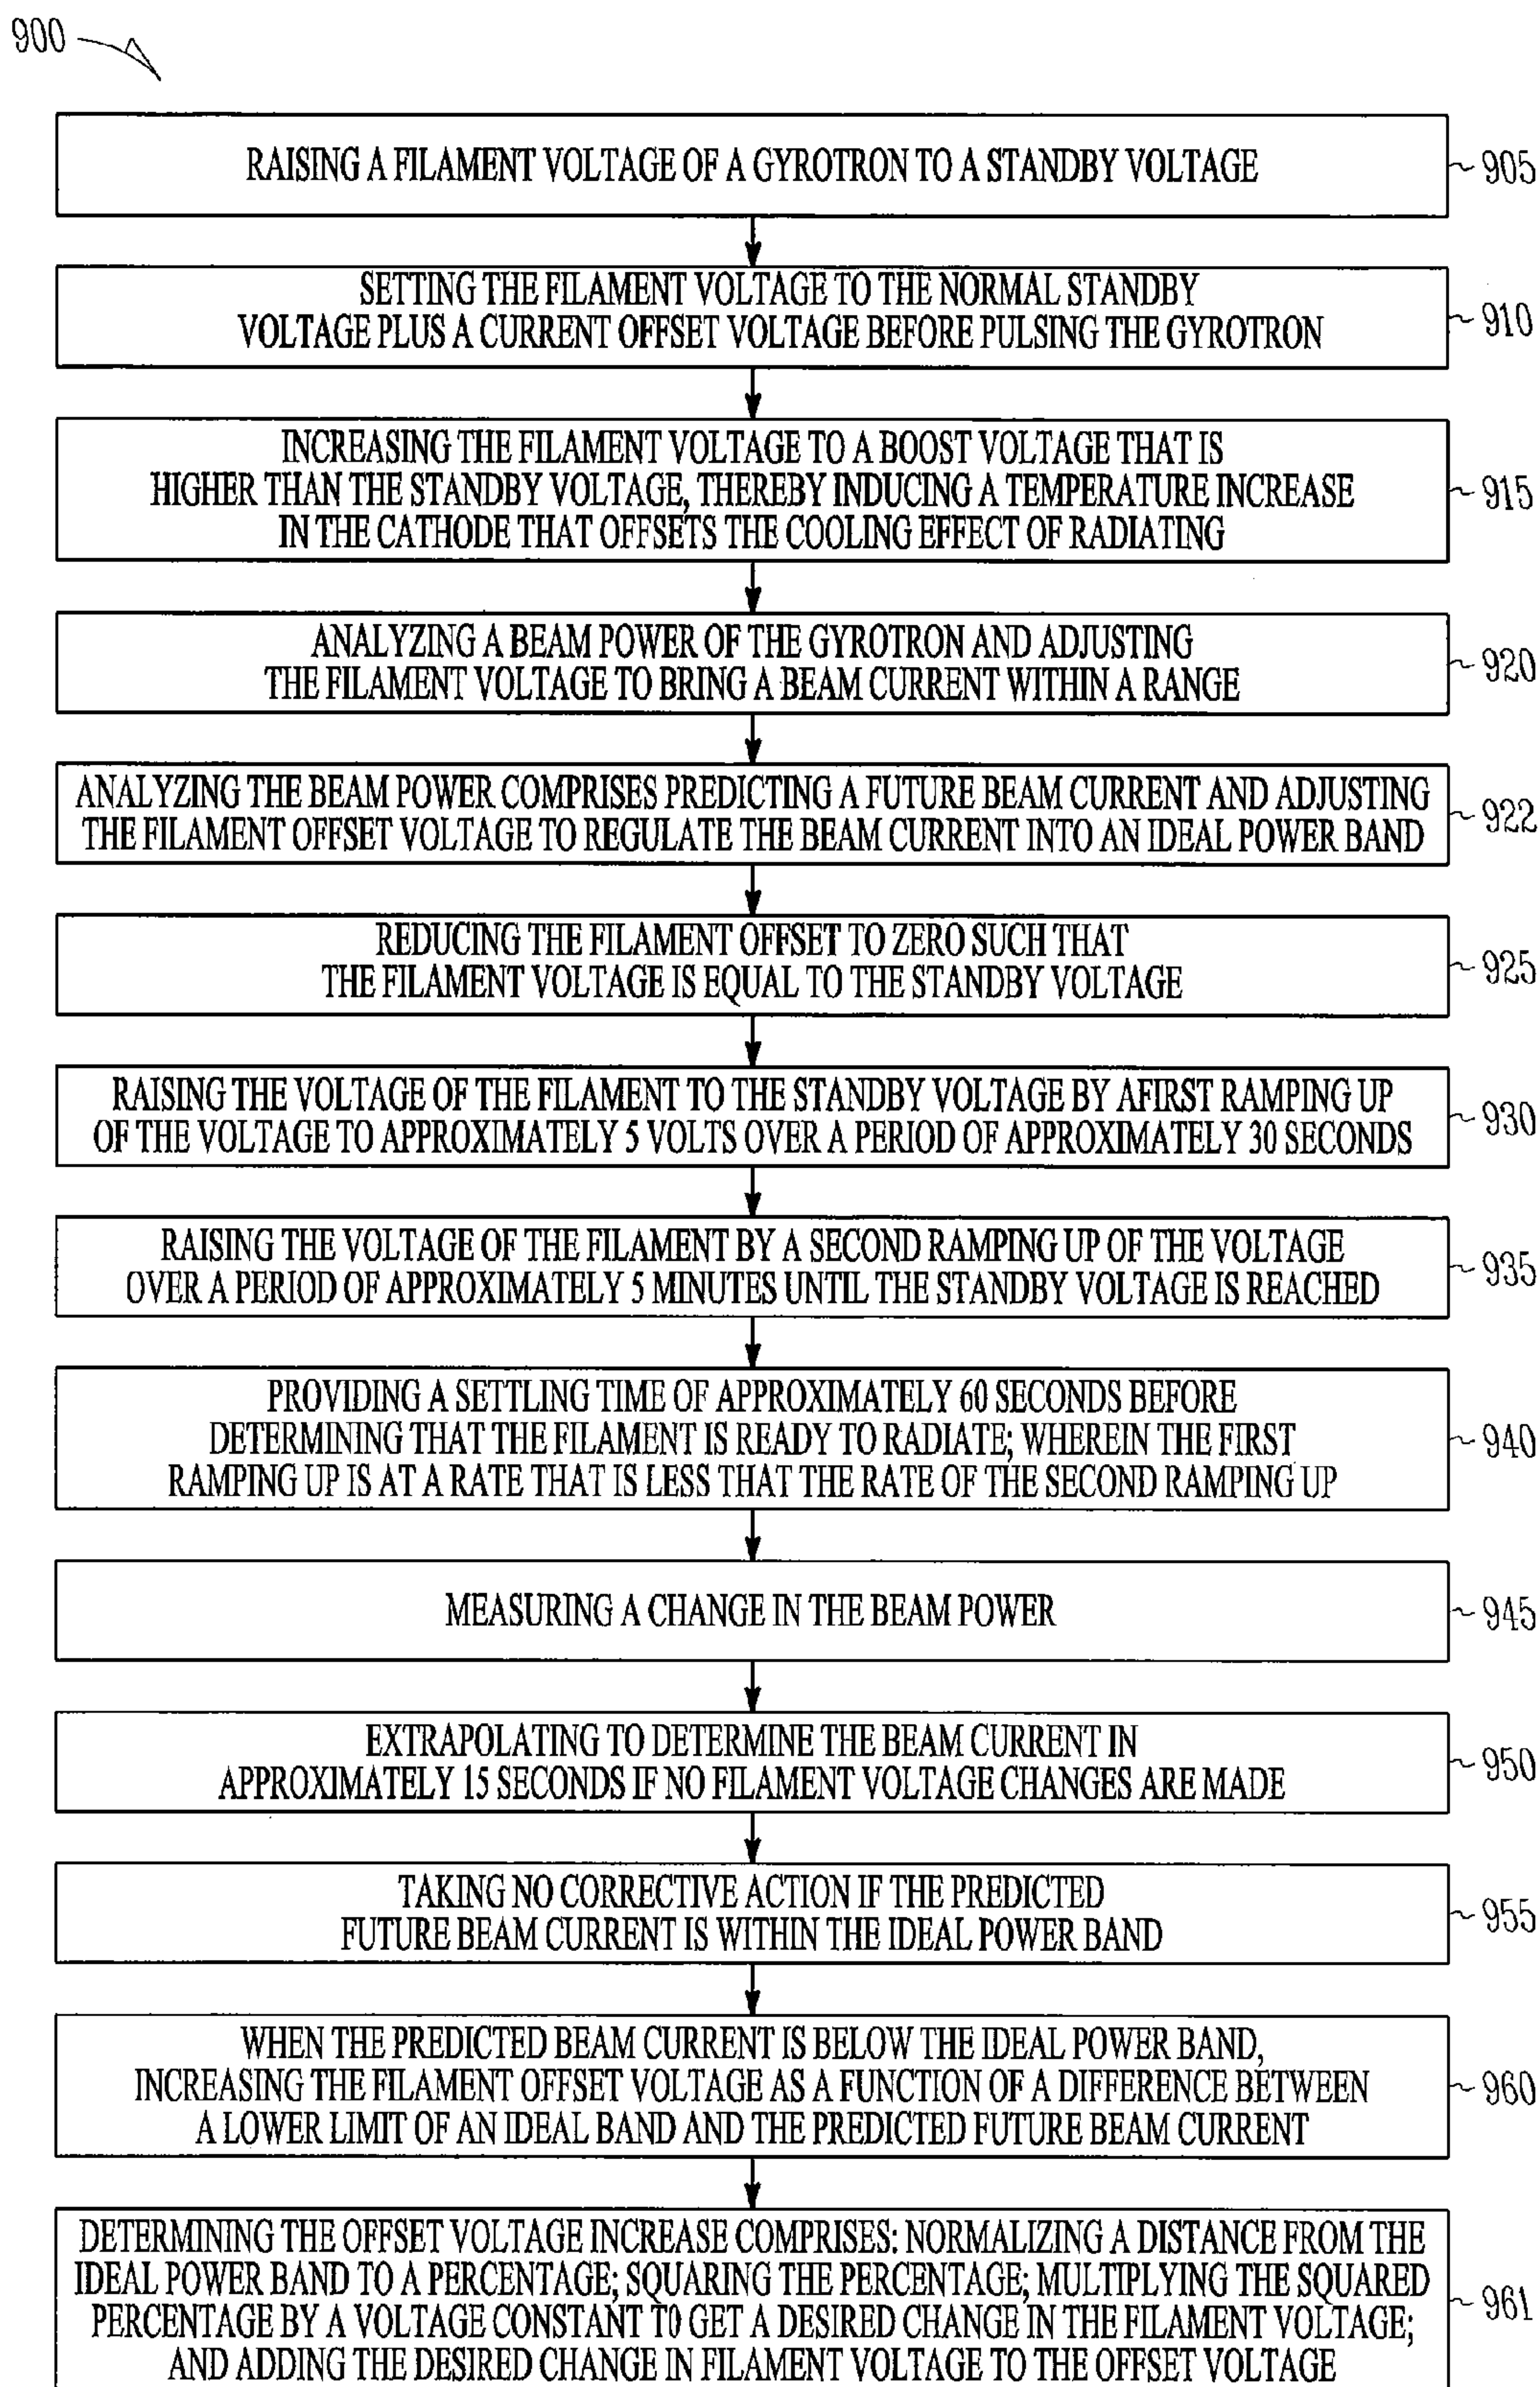 900
RAISING A FILAMENT VOLTAGE OF A GYROTRON TO A STANDBY VOLTAGE
905
SETTING THE FILAMENT VOLTAGE TO THE NORMAL STANDBY
VOLTAGE PLUS A CURRENT OFFSET VOLTAGE BEFORE PULSING THE GYROTRON
910
INCREASING THE FILAMENT VOLTAGE TO A BOOST VOLTAGE THAT IS
HIGHER THAN THE STANDBY VOLTAGE, THEREBY INDUCING A TEMPERATURE INCREASE
IN THE CATHODE THAT OFFSETS THE COOLING EFFECT OF RADIATING
915
ANALYZING A BEAM POWER OF THE GYROTRON AND ADJUSTING
THE FILAMENT VOLTAGE TO BRING A BEAM CURRENT WITHIN A RANGE
920
ANALYZING THE BEAM POWER COMPRISES PREDICTING A FUTURE BEAM CURRENT AND ADJUSTING
THE FILAMENT OFFSET VOLTAGE TO REGULATE THE BEAM CURRENT INTO AN IDEAL POWER BAND
922
REDUCING THE FILAMENT OFFSET TO ZERO SUCH THAT
THE FILAMENT VOLTAGE IS EQUAL TO THE STANDBY VOLTAGE
925
RAISING THE VOLTAGE OF THE FILAMENT TO THE STANDBY VOLTAGE BY AFIRST RAMPING UP
OF THE VOLTAGE TO APPROXIMATELY 5 VOLTS OVER A PERIOD OF APPROXIMATELY 30 SECONDS
930
RAISING THE VOLTAGE OF THE FILAMENT BY A SECOND RAMPING UP OF THE VOLTAGE
OVER A PERIOD OF APPROXIMATELY 5 MINUTES UNTIL THE STANDBY VOLTAGE IS REACHED
935
PROVIDING A SETTLING TIME OF APPROXIMATELY 60 SECONDS BEFORE
DETERMINING THAT THE FILAMENT IS READY TO RADIATE; WHEREIN THE FIRST
RAMPING UP IS AT A RATE THAT IS LESS THAT THE RATE OF THE SECOND RAMPING UP
940
MEASURING A CHANGE IN THE BEAM POWER
945
EXTRAPOLATING TO DETERMINE THE BEAM CURRENT IN
APPROXIMATELY 15 SECONDS IF NO FILAMENT VOLTAGE CHANGES ARE MADE
950
TAKING NO CORRECTIVE ACTION IF THE PREDICTED
FUTURE BEAM CURRENT IS WITHIN THE IDEAL POWER BAND
955
WHEN THE PREDICTED BEAM CURRENT IS BELOW THE IDEAL POWER BAND,
INCREASING THE FILAMENT OFFSET VOLTAGE AS A FUNCTION OF A DIFFERENCE BETWEEN
A LOWER LIMIT OF AN IDEAL BAND AND THE PREDICTED FUTURE BEAM CURRENT
960
DETERMINING THE OFFSET VOLTAGE INCREASE COMPRISES: NORMALIZING A DISTANCE FROM THE
IDEAL POWER BAND TO A PERCENTAGE; SQUARING THE PERCENTAGE; MULTIPLYING THE SQUARED
PERCENTAGE BY A VOLTAGE CONSTANT TO GET A DESIRED CHANGE IN THE FILAMENT VOLTAGE;
AND ADDING THE DESIRED CHANGE IN FILAMENT VOLTAGE TO THE OFFSET VOLTAGE
961